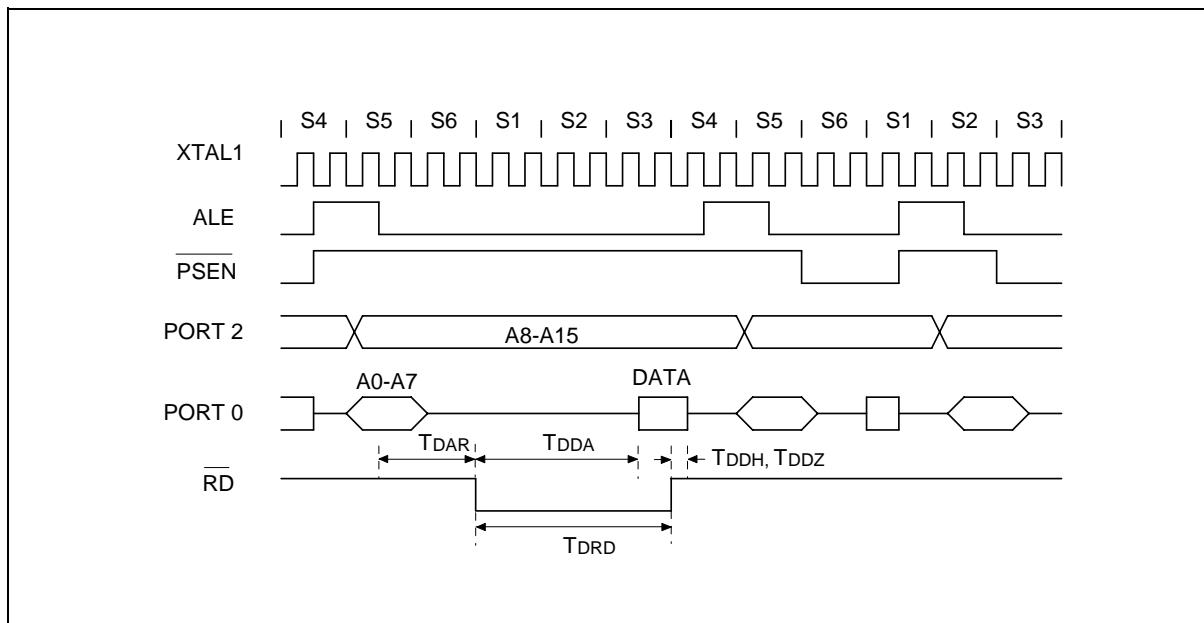 S4 S5 S6 S1 S2 S3 S4 S5 S6 S1 S2 S3
XTAL1
ALE
PSEN
PORT 2
A8-A15
A0-A7
DATA
PORT 0
TDAR
TDDA
TDDH, TDDZ
RD
TDRD